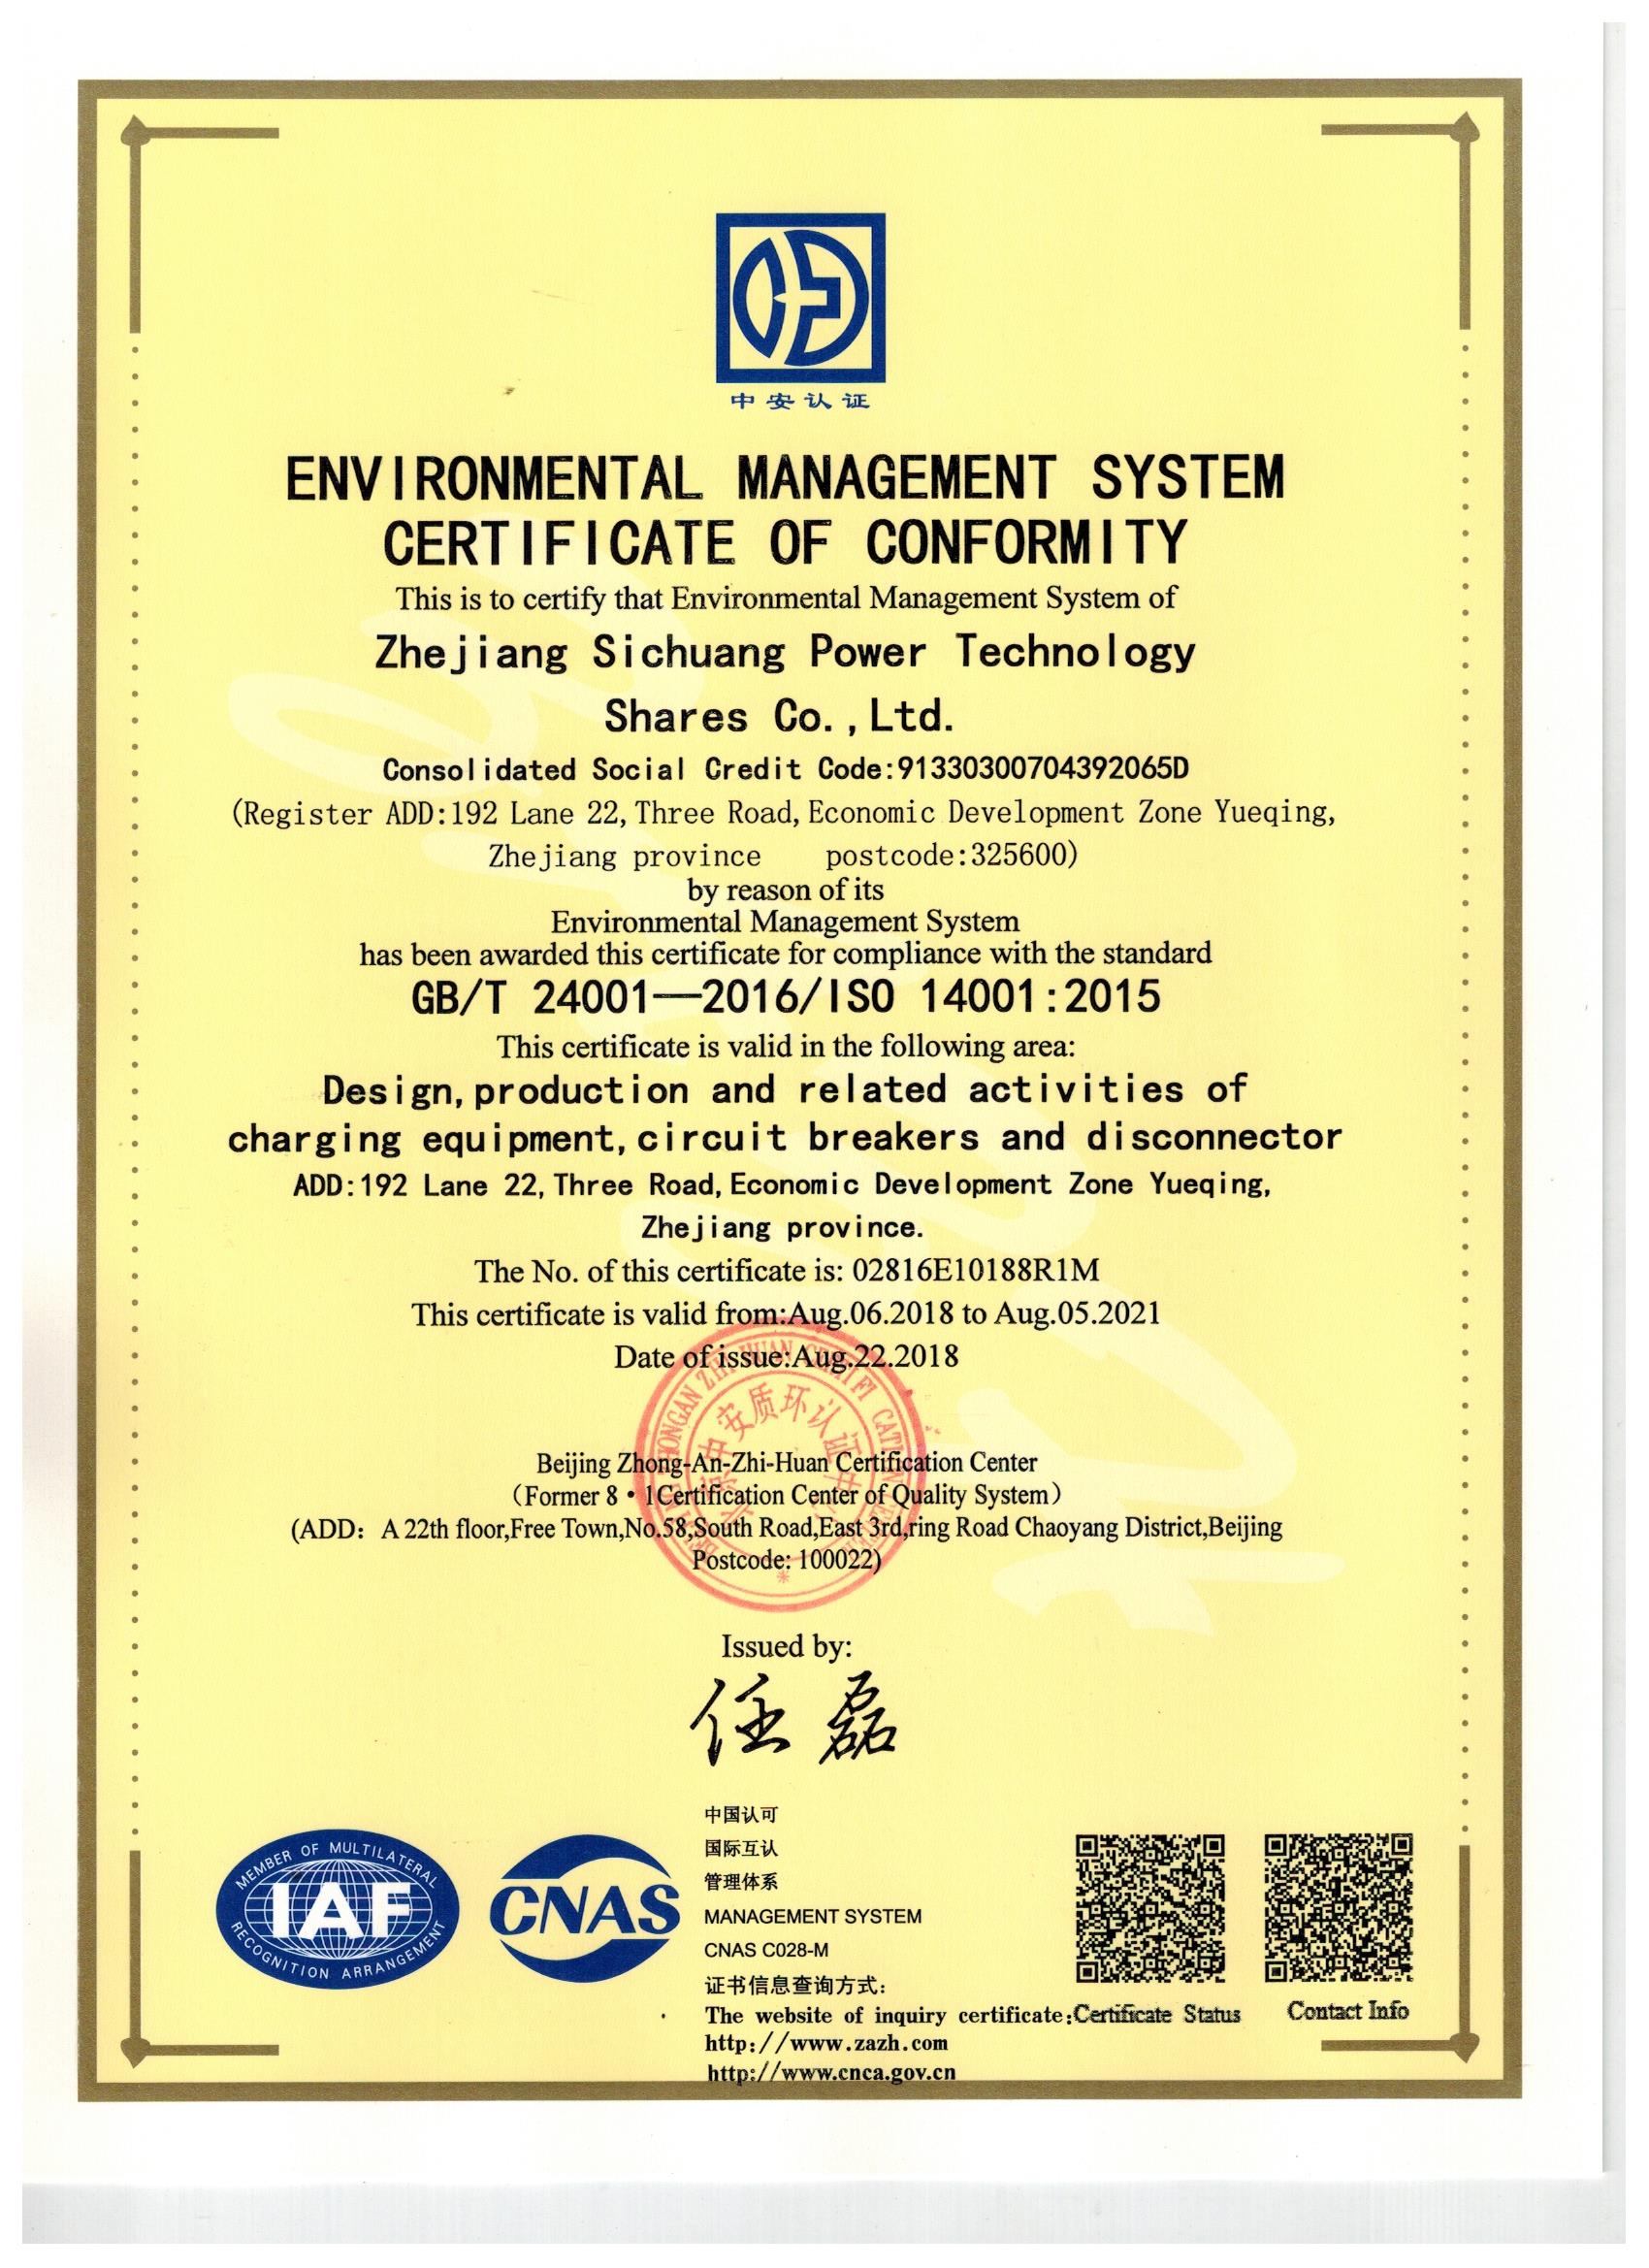 中安认证
ENVIRONMENTAL MANAGEMENT SYSTEM
CERTIFICATE OF CONFORMITY
This is to certify that Environmental Management System of
Zhejiang Sichuang Power Technology
Shares Co.,Ltd.
Consolidated Social Credit Code:91330300704392065D
(Register ADD:192 Lane 22,Three Road,Economic Development Zone Yueqing,
Zhejiang province postcode:325600)
by reason of its
Environmental Management System
has been awarded this certificate for compliance with the standard
GB/T 24001—2016/ISO 14001:2015
This certificate is valid in the following area:
Design,production and related activities of
charging equipment,circuit breakers and disconnector
ADD:192 Lane 22,Three Road,Economic Development Zone Yueqing,
Zhejiang province.
The No. of this certificate is: 02816E10188R1M
This certificate is valid from:Aug.06.2018 to Aug.05.2021
Date of issue:Aug.22.2018
中安质环认证中
Beijing Zhong-An-Zhi-Huan Certification Center
(Former 8·1Certification Center of Quality System)
(ADD: A 22th floor,Free Town,No.58,South Road,East 3rd,ring Road Chaoyang District,Beijing
Postcode: 100022)
Issued by:
任磊
MEMBER OF MULTILATERAL
IAF
RECOGNITION ARRANGEMENT
CNAS
中国认可
国际互认
管理体系
MANAGEMENT SYSTEM
CNAS C028-M
证书信息查询方式:
The website of inquiry certificate:
http://www.zazh.com
http://www.cnca.gov.cn
Certificate Status
Contact Info